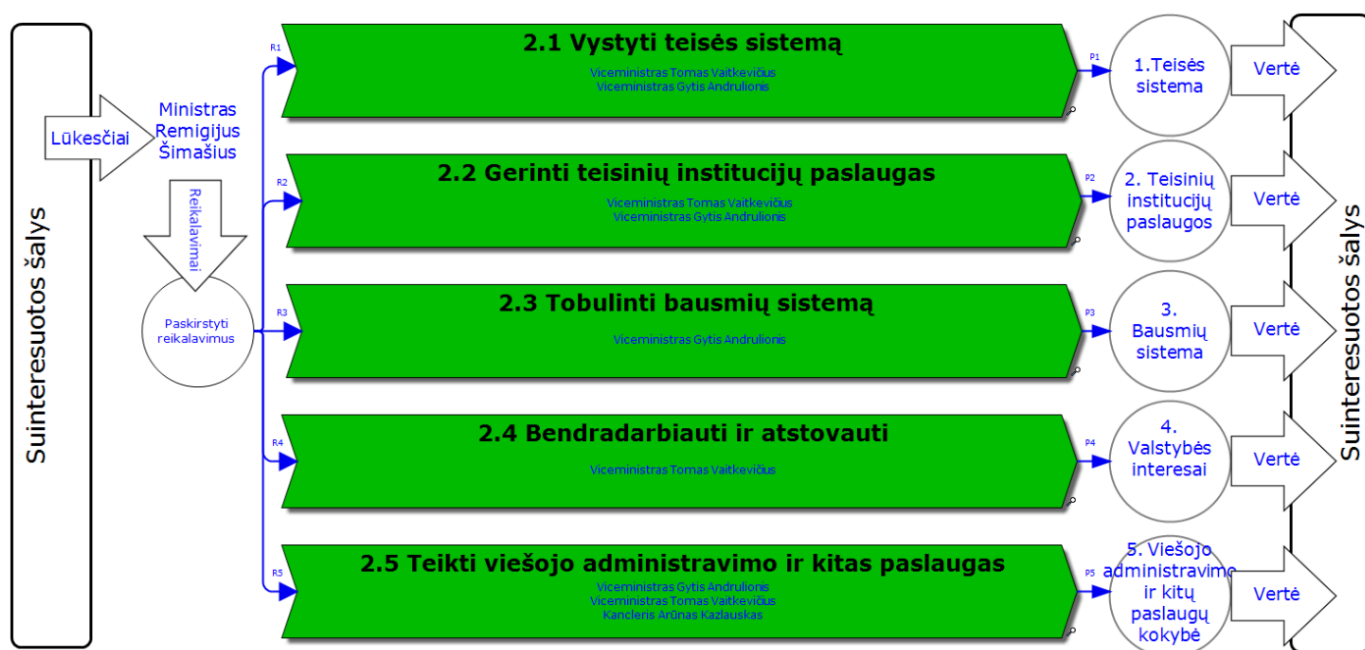 Suinteresuotos šalys
Lūkesčiai
Ministras
Remigijus
Šimašius
Reikalavimai
Paskirstyti
reikalavimus
R1
2.1 Vystyti teisės sistemą
Viceministras Tomas Vaitkevičius
Viceministras Gytis Andrulionis
P1
1.Teisės
sistema
Vertė
R2
2.2 Gerinti teisinių institucijų paslaugas
Viceministras Tomas Vaitkevičius
Viceministras Gytis Andrulionis
P2
2. Teisinių
institucijų
paslaugos
Vertė
R3
2.3 Tobulinti bausmių sistemą
Viceministras Gytis Andrulionis
P3
3.
Bausmių
sistema
Vertė
R4
2.4 Bendradarbiauti ir atstovauti
Viceministras Tomas Vaitkevičius
P4
4.
Valstybės
interesai
Vertė
R5
2.5 Teikti viešojo administravimo ir kitas paslaugas
Viceministras Gytis Andrulionis
Viceministras Tomas Vaitkevičius
Kancleris Arūnas Kazlauskas
P5
5. Viešojo
administravimo
ir kitų
paslaugų
kokybė
Vertė
Suinteresuotos šalys